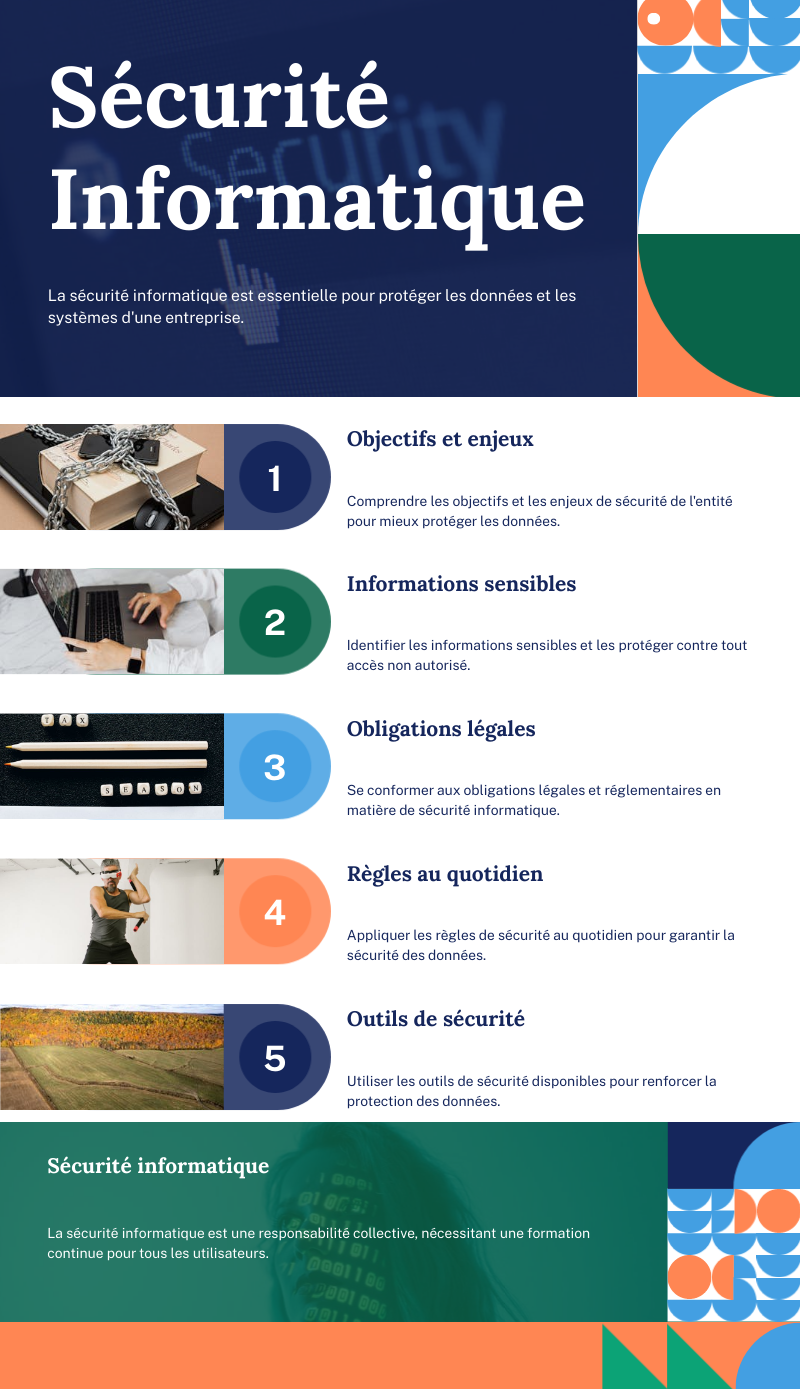 Sécurité
Informatique
Security
La sécurité informatique est essentielle pour protéger les données et les
systèmes d'une entreprise.
1
Objectifs et enjeux
Comprendre les objectifs et les enjeux de sécurité de l'entité
pour mieux protéger les données.
2
Informations sensibles
Identifier les informations sensibles et les protéger contre tout
accès non autorisé.
TAX
SEASON
3
Obligations légales
Se conformer aux obligations légales et réglementaires en
matière de sécurité informatique.
4
Règles au quotidien
Appliquer les règles de sécurité au quotidien pour garantir la
sécurité des données.
5
Outils de sécurité
Utiliser les outils de sécurité disponibles pour renforcer la
protection des données.
Sécurité informatique
La sécurité informatique est une responsabilité collective, nécessitant une formation
continue pour tous les utilisateurs.